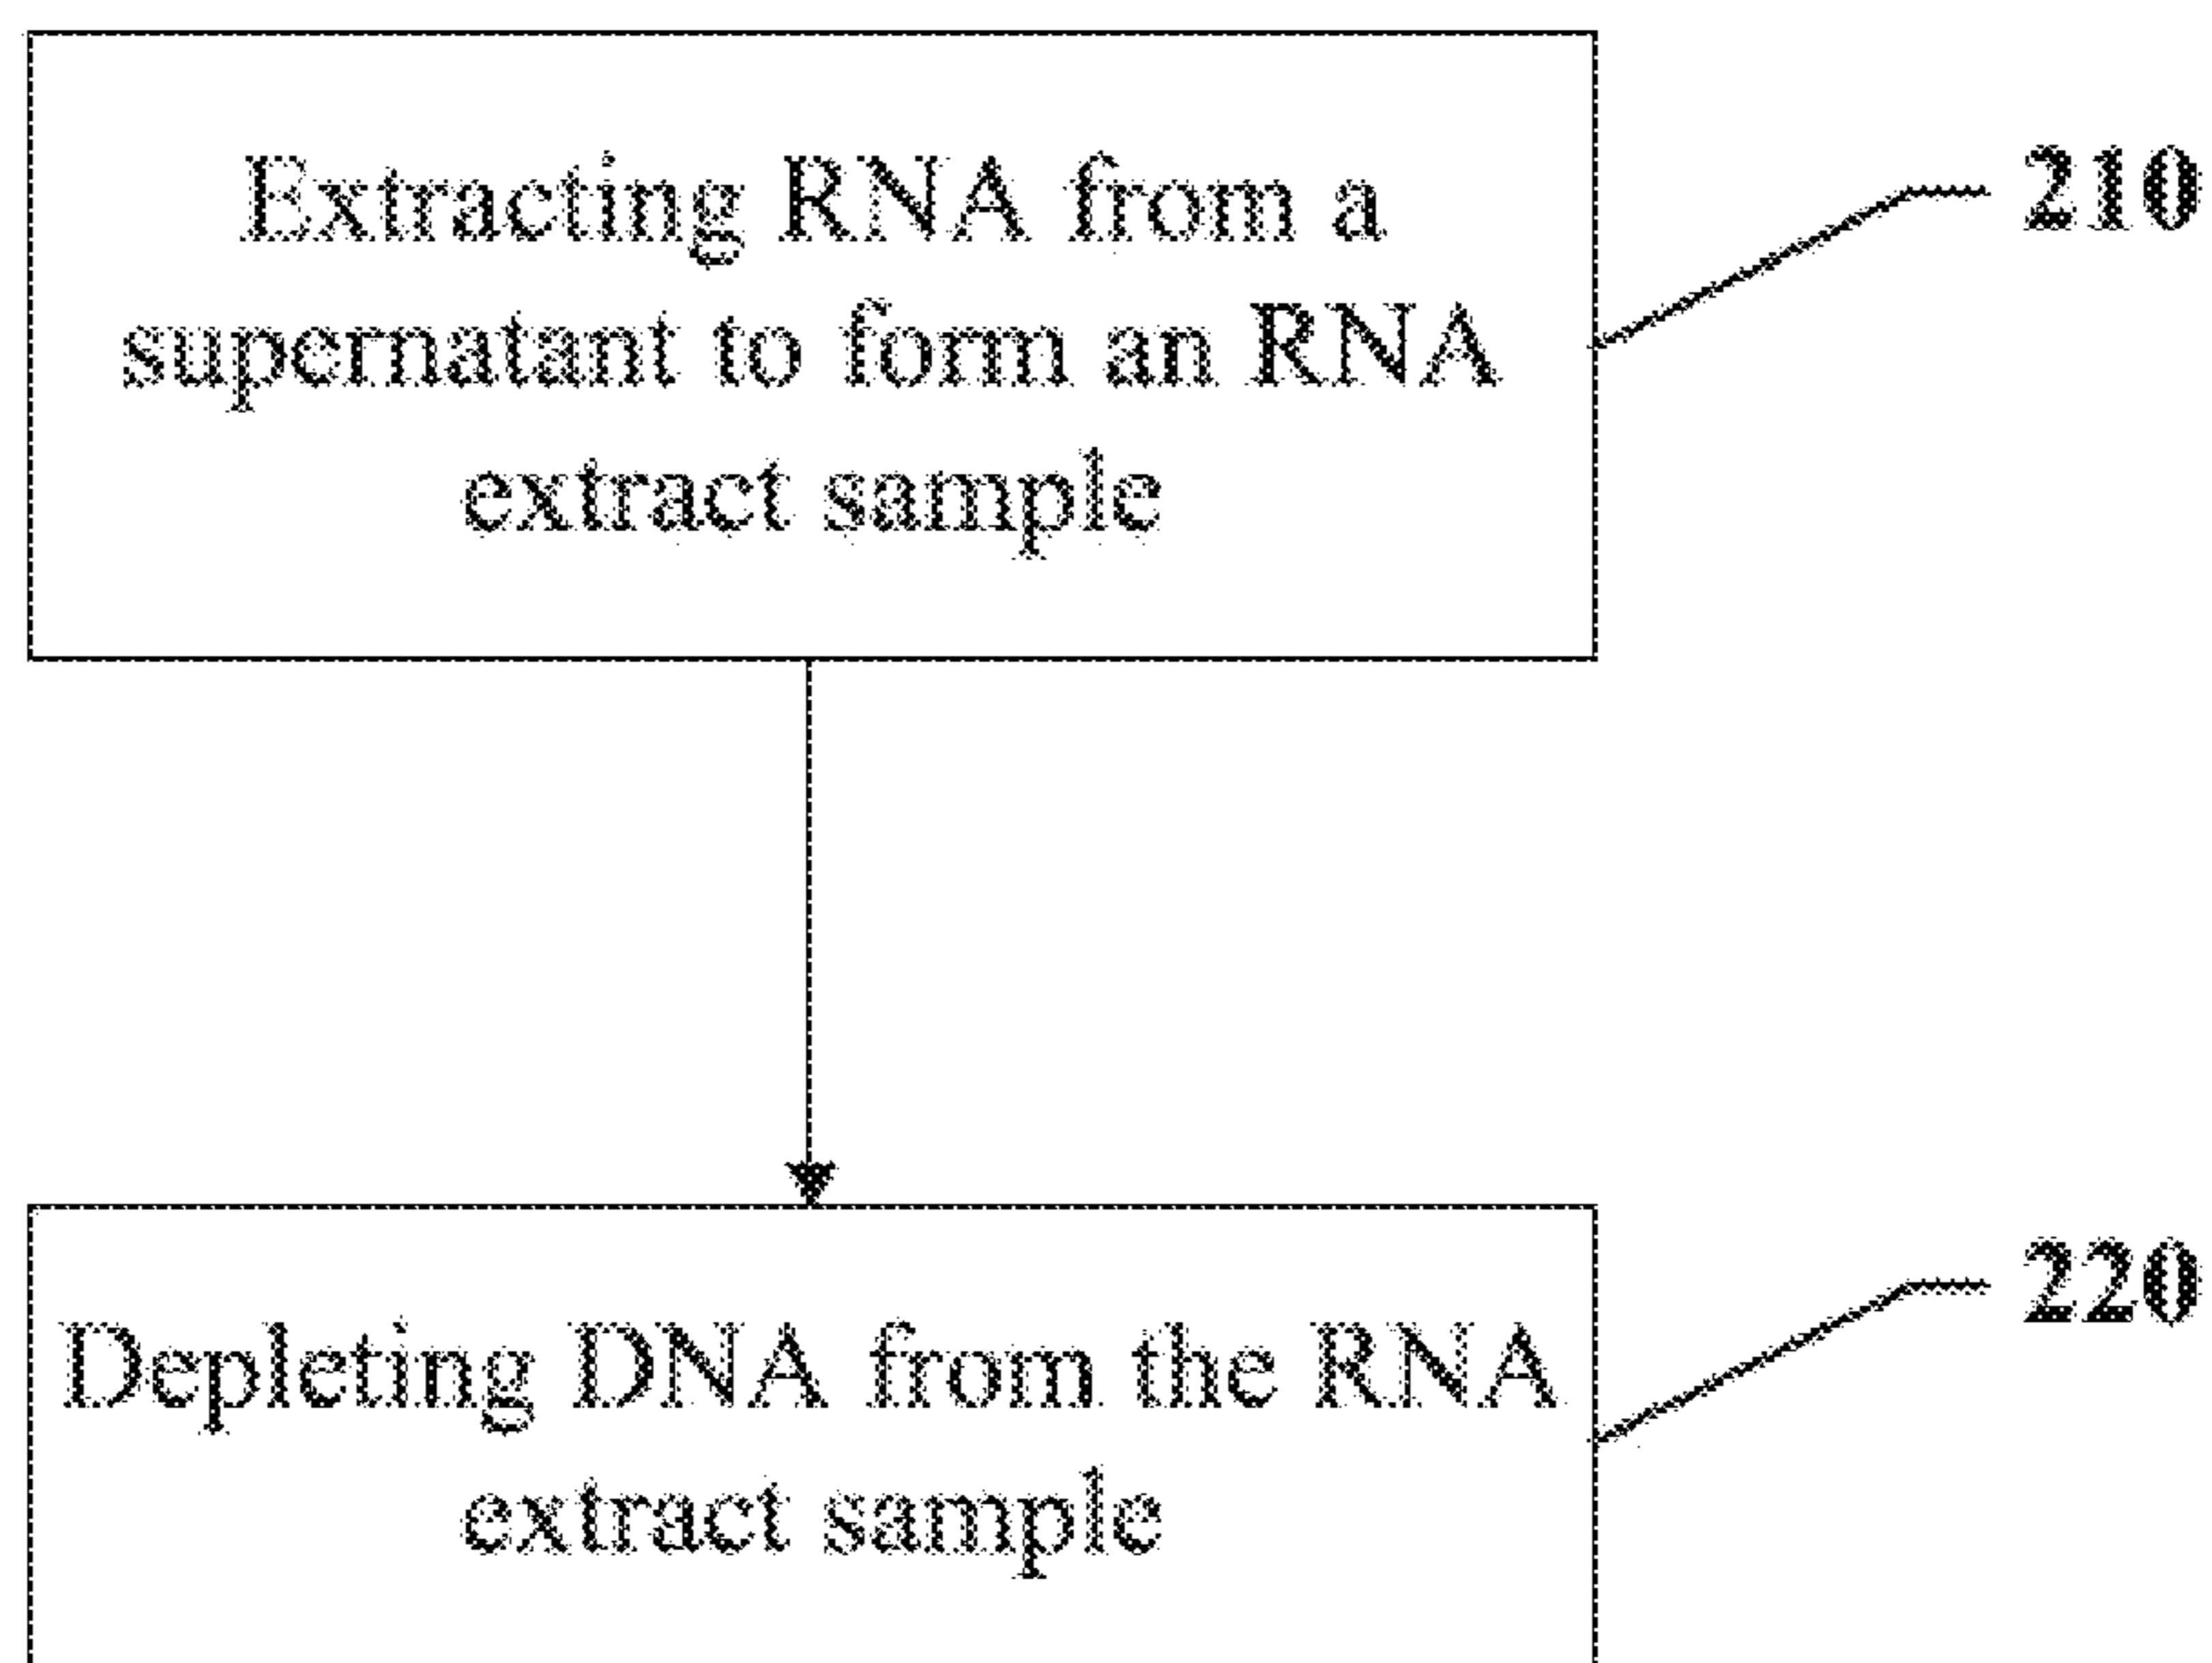 Extracting RNA from a
210
supernatant to form an RNA
extract sample
Depleting DNA from the RNA
220
extract sample